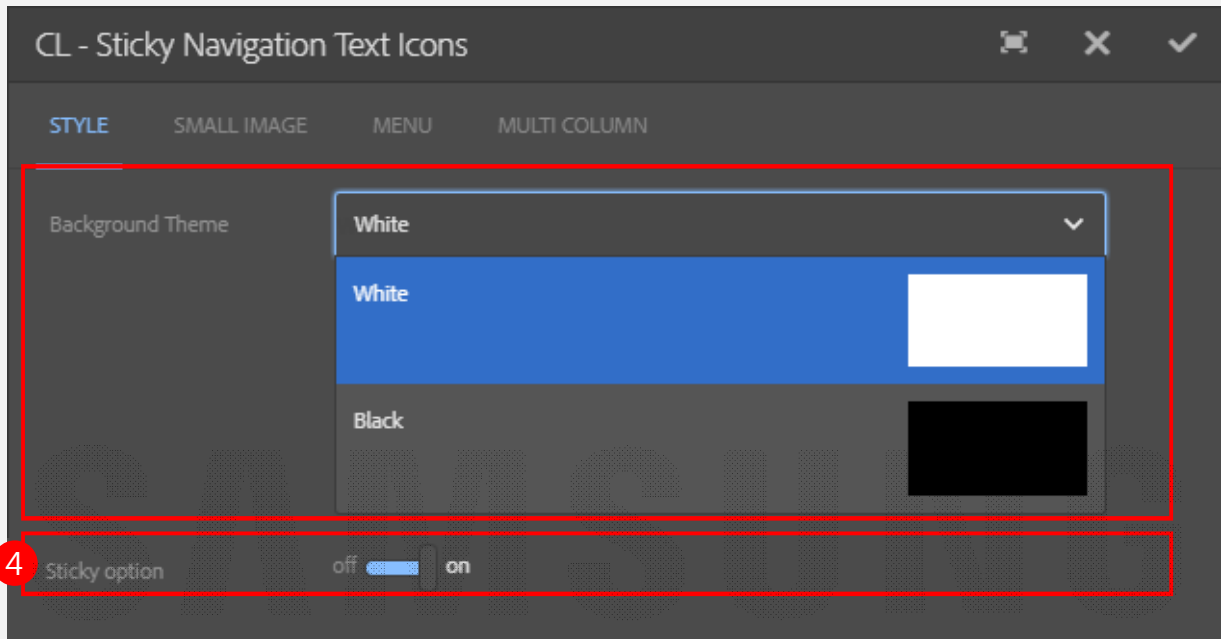 CL - Sticky Navigation Text Icons
STYLE SMALL IMAGE MENU MULTI COLUMN
Background Theme White
White
Black
SAMSUNG
4 Sticky option off on